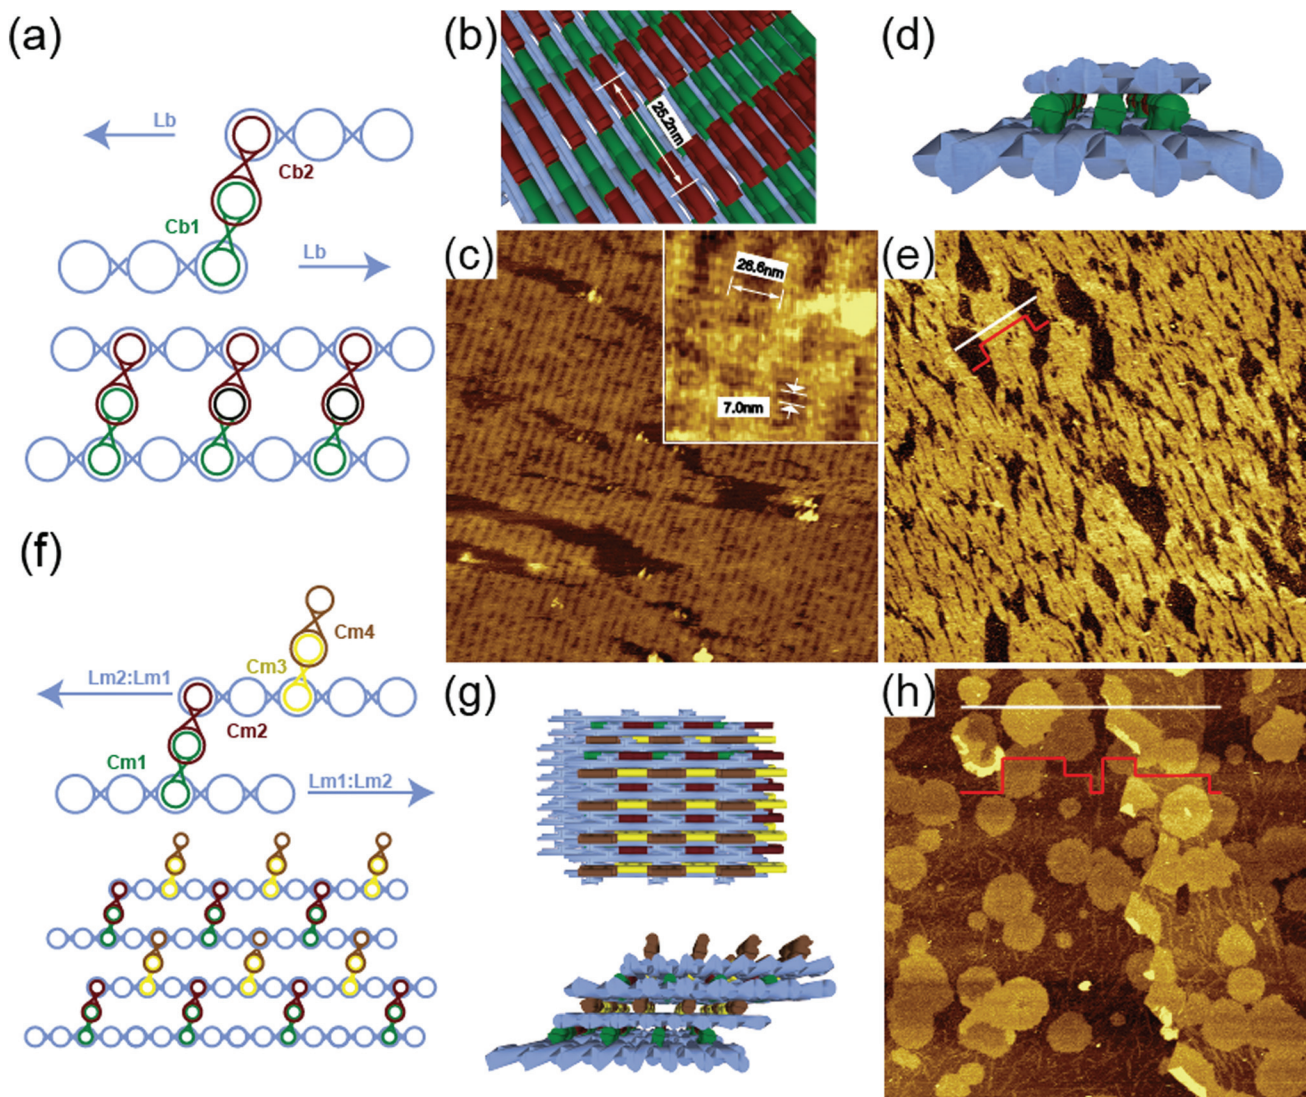 (a)
Lb
Cb2
Cb1
Lb
(b)
25.2nm
(c)
26.6nm
7.0nm
(d)
(e)
(f)
Cm4
Lm2:Lm1
Cm3
Cm2
Cm1
Lm1:Lm2
(g)
(h)